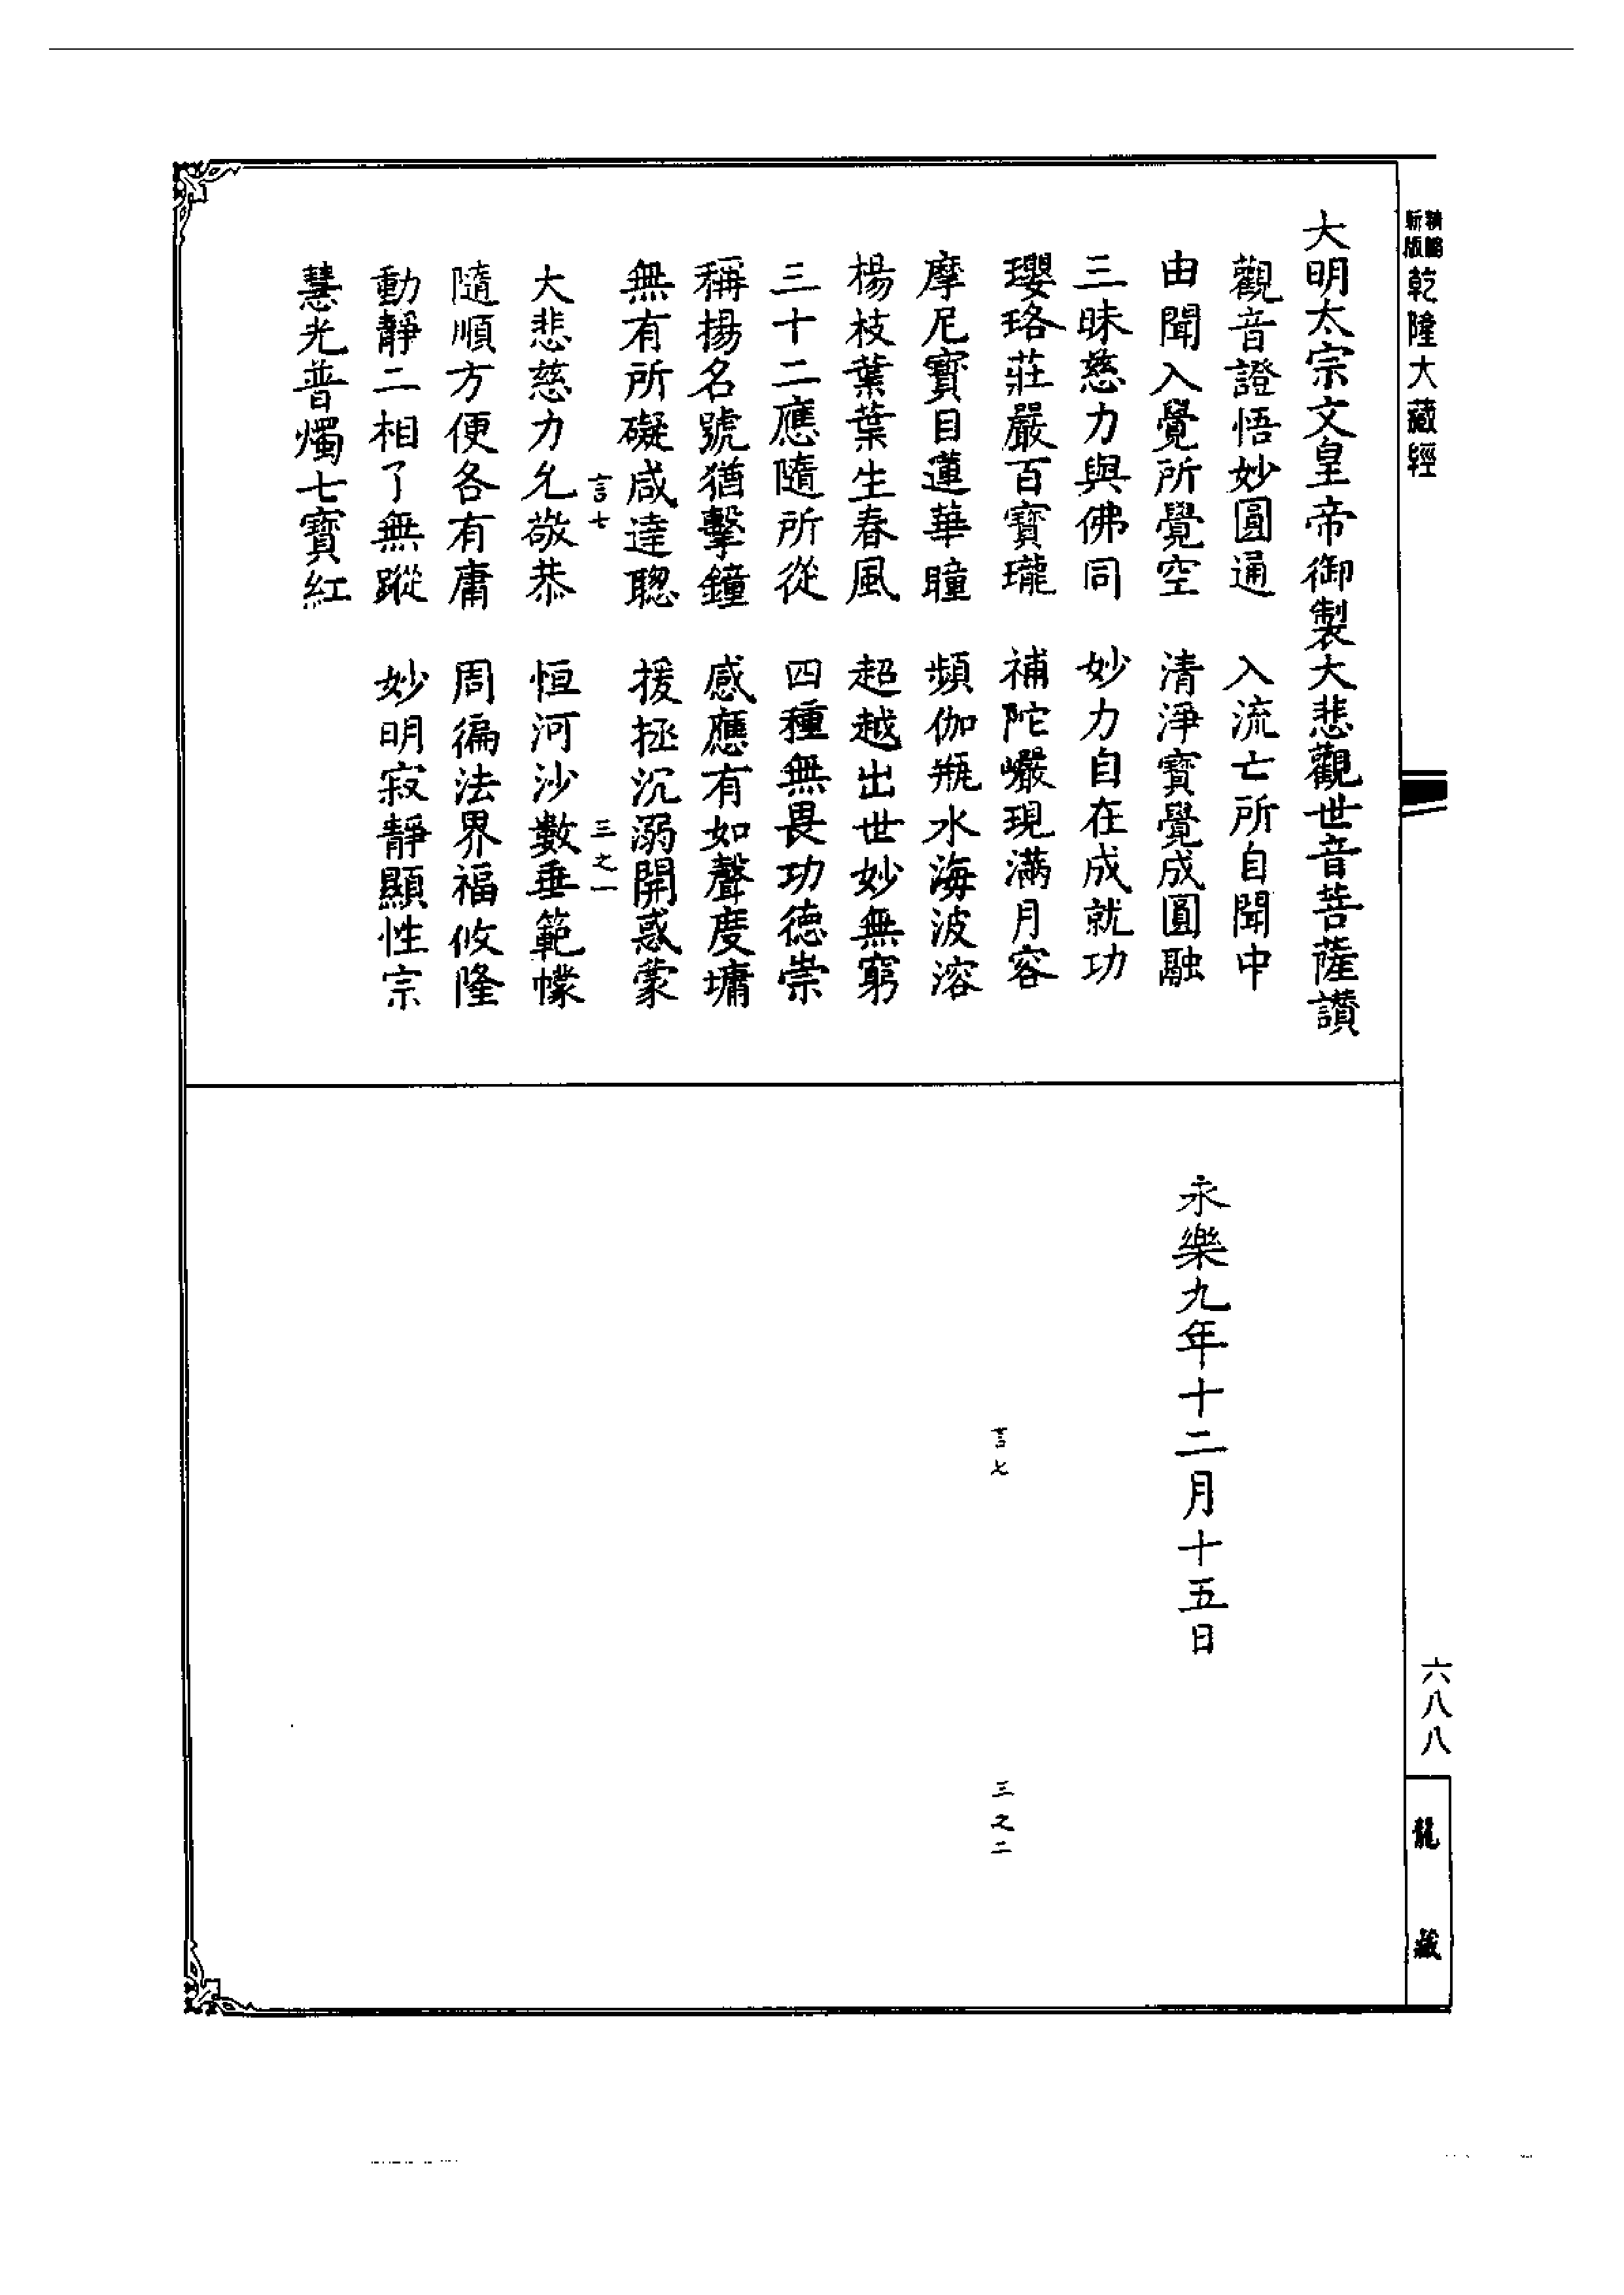 新版 精縮
乾隆大藏經
大明太宗文皇帝御製大悲觀世音菩薩讚
觀音證悟妙圓通　入流亡所自聞中
由聞入覺所覺空　清淨寶覺成圓融
三昧慈力與佛同　妙力自在成就功
瓔珞莊嚴百寶瓏　補陀巖現滿月容
摩尼寶目蓮華瞳　頻伽瓶水海波溶
楊枝葉葉生春風　超越出世妙無窮
三十二應隨所從　四種無畏功德崇
稱揚名號猶擊鐘　感應有如聲度墉
無有所礙咸達聰　援拯沉溺開惑蒙
言七　三之一
大悲慈力允敬恭　恒河沙數垂範幪
隨順方便各有庸　周徧法界福攸隆
動靜二相了無蹤　妙明寂靜顯性宗
慧光普燭七寶紅
永樂九年十二月十五日
言七　三之二
六八八
龍藏